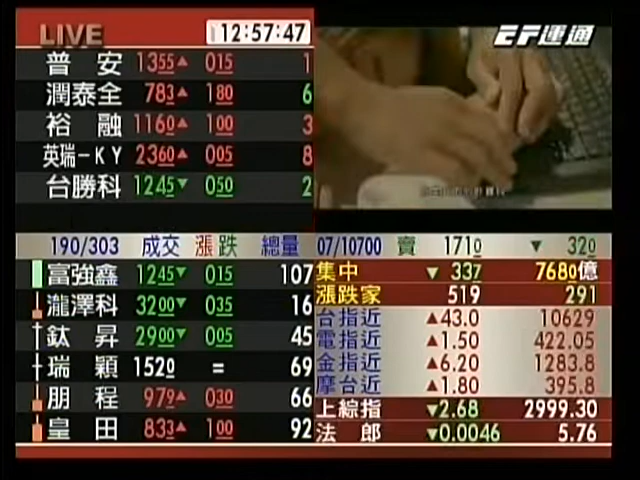 LIVE 12:57:47
普安 1355▲ 015 1
潤泰全 783▲ 180 6
裕融 1160▲ 100 3
英瑞-KY 2360▲ 005 8
台勝科 1245▼ 050 2
運通
190/303 成交 漲跌 總量
富強鑫 1245▼ 015 107
瀧澤科 3200▼ 035 16
鈦昇 2900▼ 005 45
瑞穎 1520 = 69
朋程 979▲ 030 66
皇田 833▲ 100 92
07/10700 賣 1710 ▼ 320
集中 ▼ 337 7680億
漲跌家 519 291
台指近 ▲43.0 10629
電指近 ▲1.50 422.05
金指近 ▲6.20 1283.8
摩台近 ▲1.80 395.8
上綜指 ▼2.68 2999.30
法郎 ▼0.0046 5.76